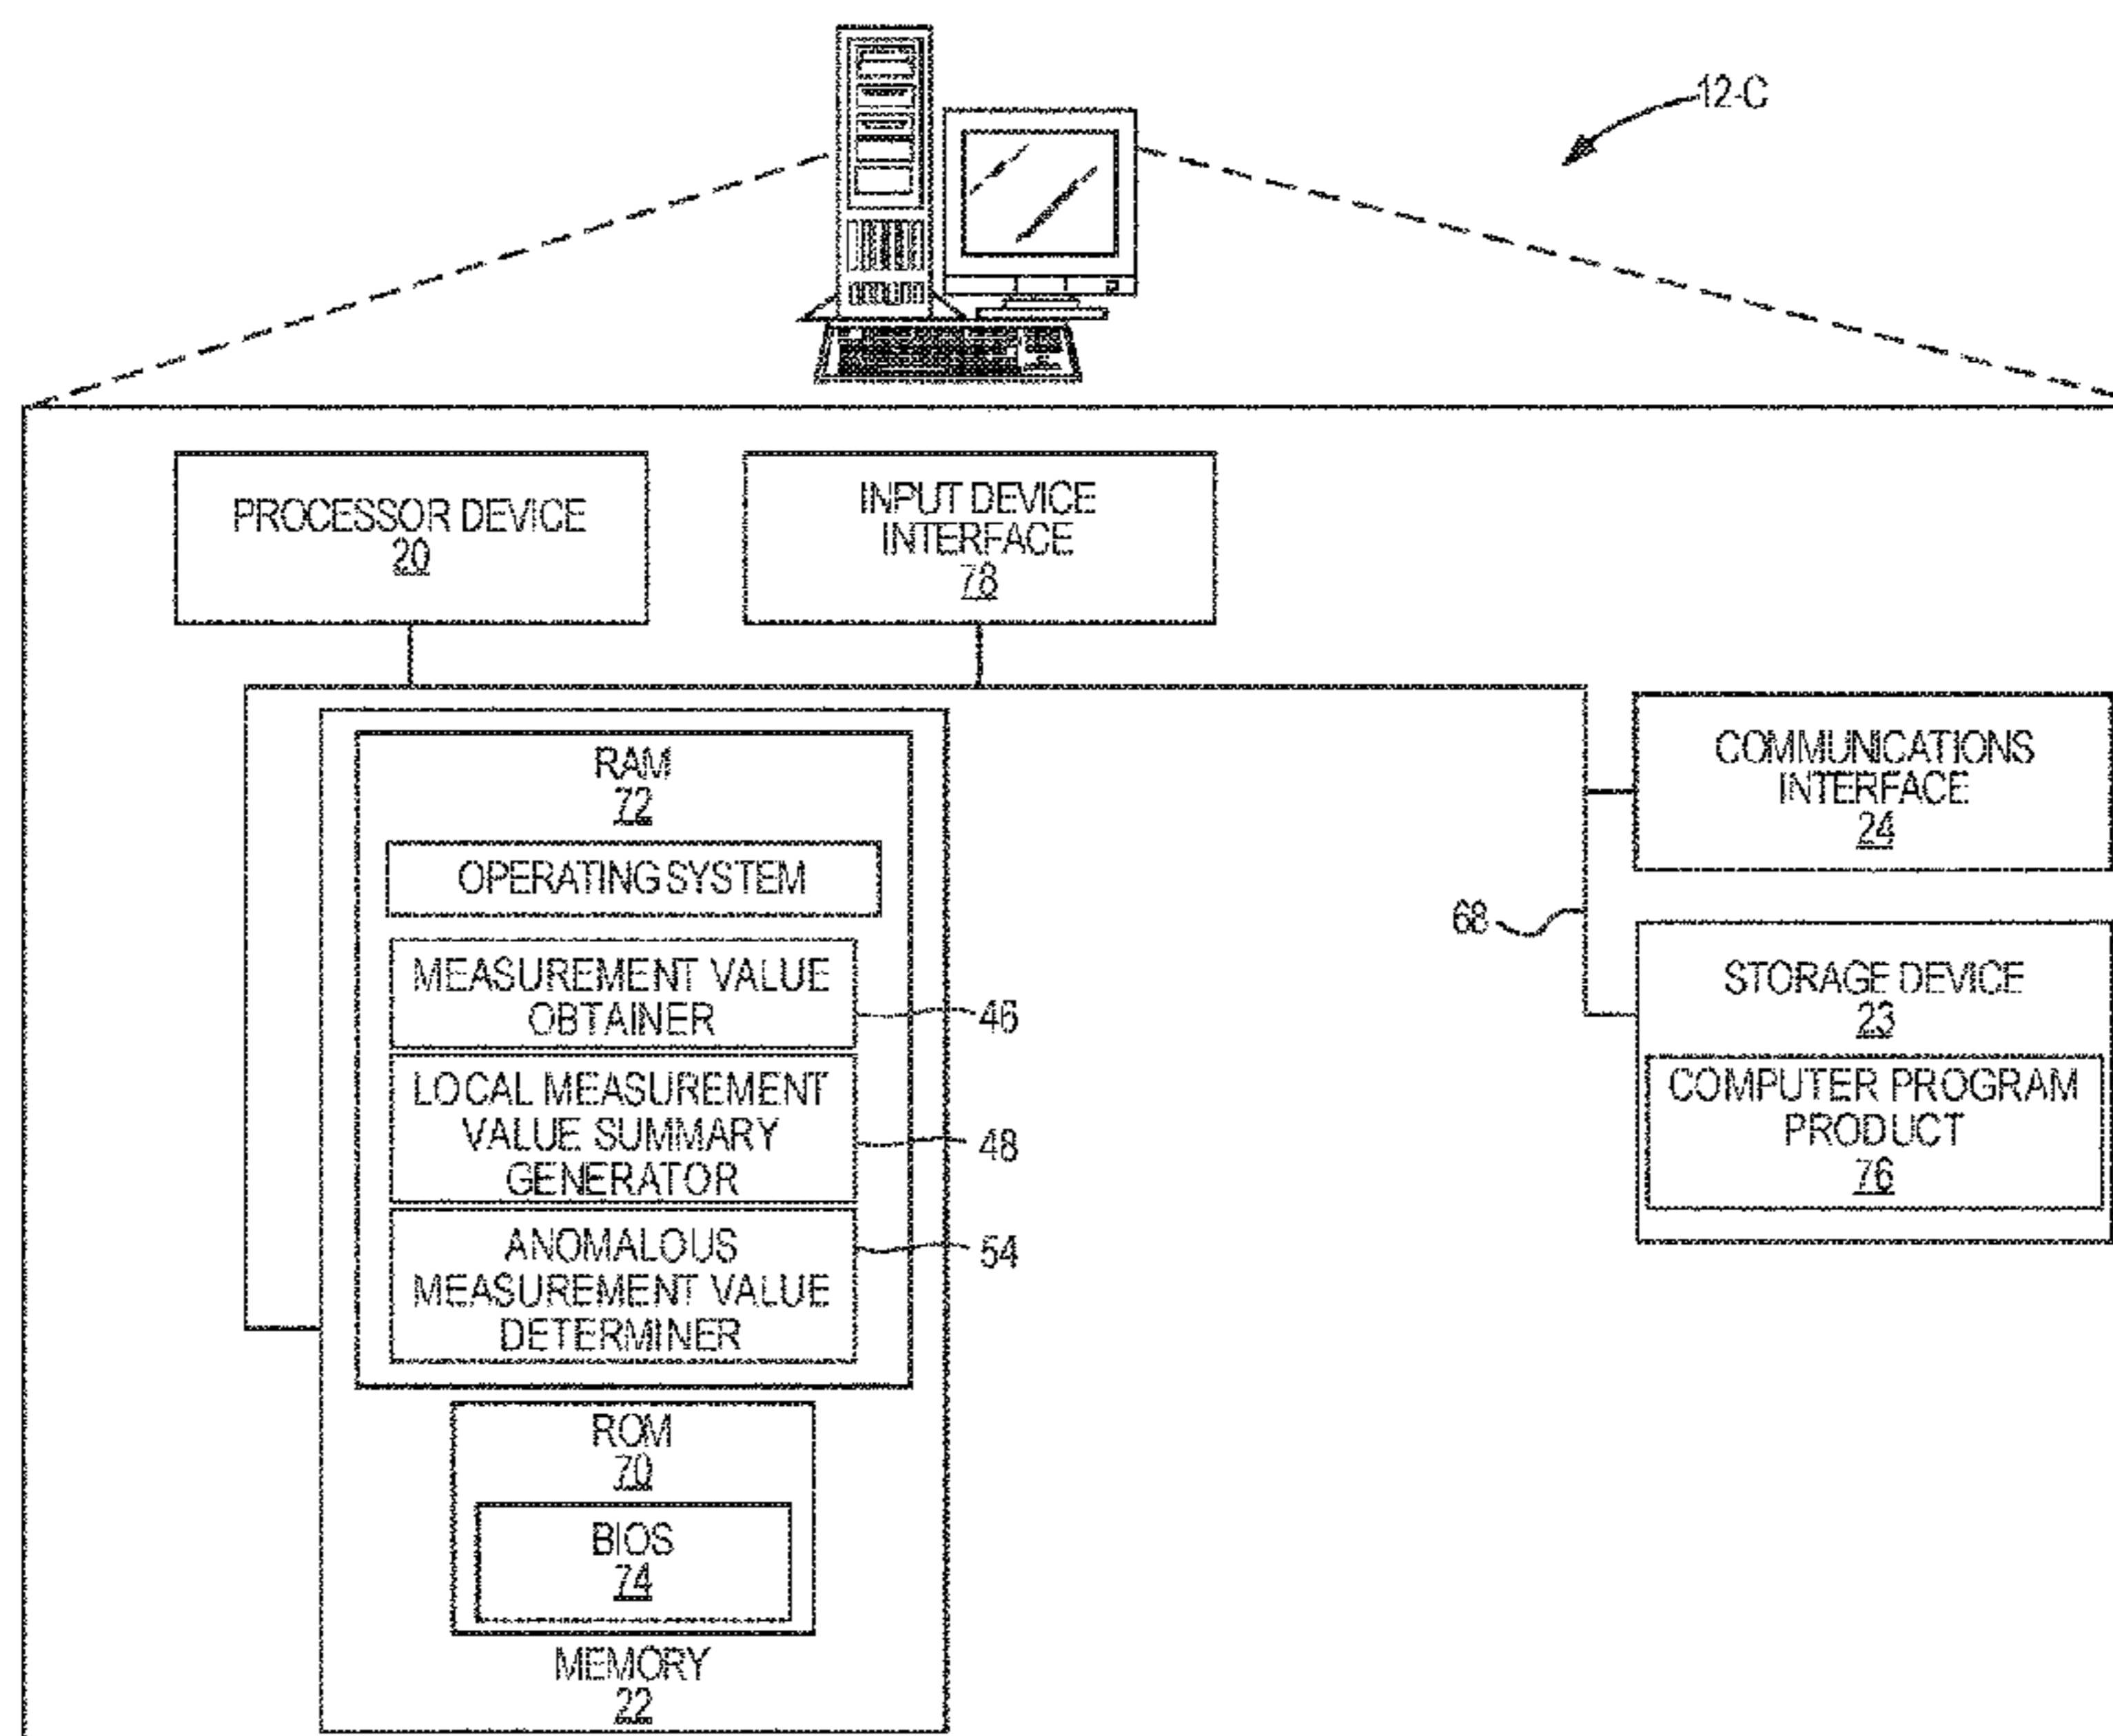 12-C
PROCESSOR DEVICE
20
INPUT DEVICE
INTERFACE
78
RAM
72
OPERATING SYSTEM
MEASUREMENT VALUE
OBTAINER
46
LOCAL MEASUREMENT
VALUE SUMMARY
GENERATOR
48
ANOMALOUS
MEASUREMENT VALUE
DETERMINER
54
ROM
70
BIOS
74
MEMORY
22
COMMUNICATIONS
INTERFACE
24
68
STORAGE DEVICE
23
COMPUTER PROGRAM
PRODUCT
76